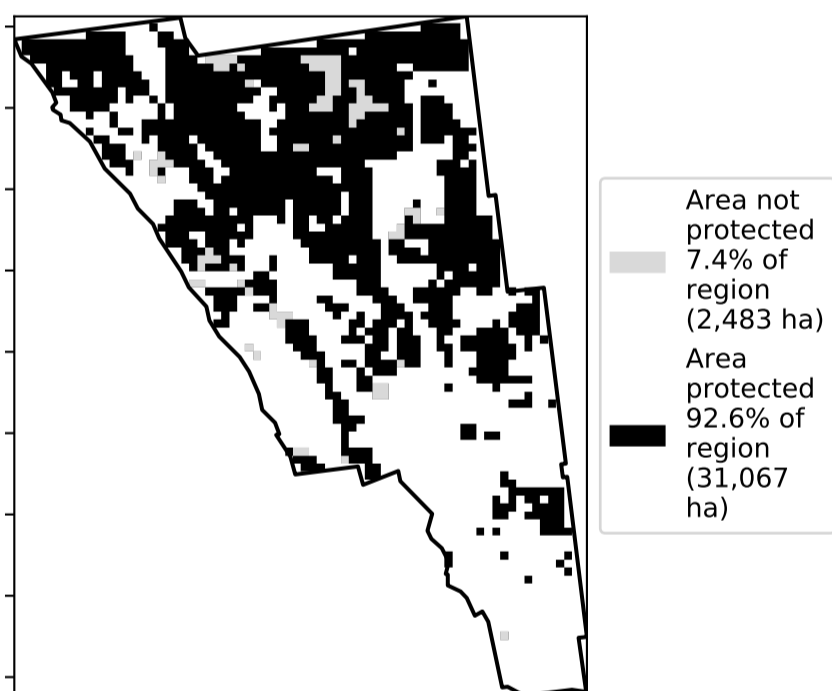 Area not
protected
7.4% of
region
(2,483 ha)
Area
protected
92.6% of
region
(31,067
ha)